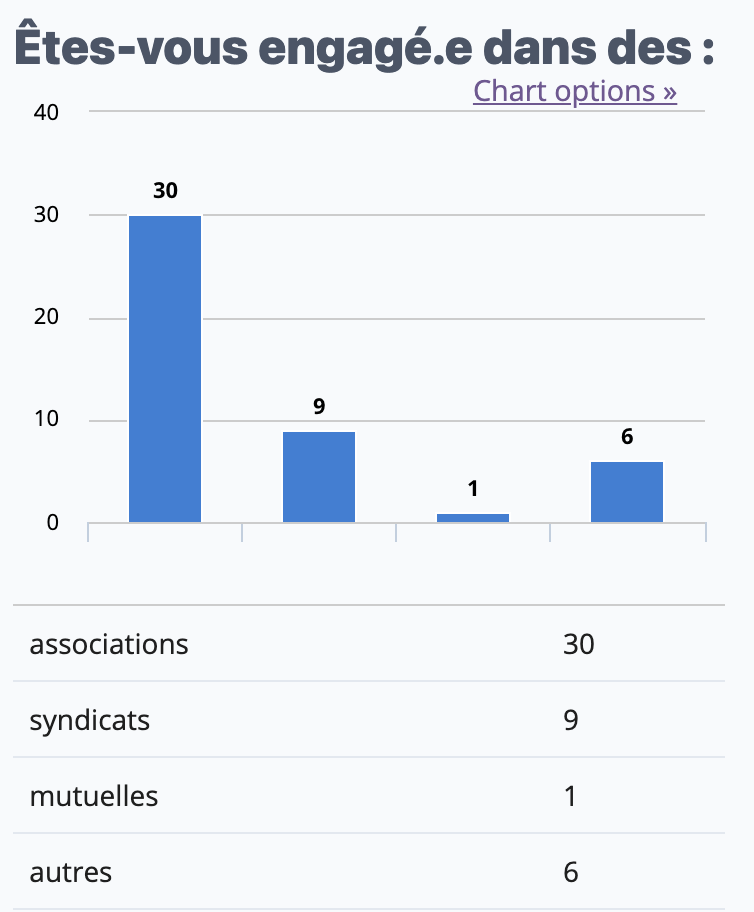 Êtes-vous engagé.e dans des :
Chart options »
40
30
30
20
9
10
6
1
0
associations 30
syndicats 9
mutuelles 1
autres 6